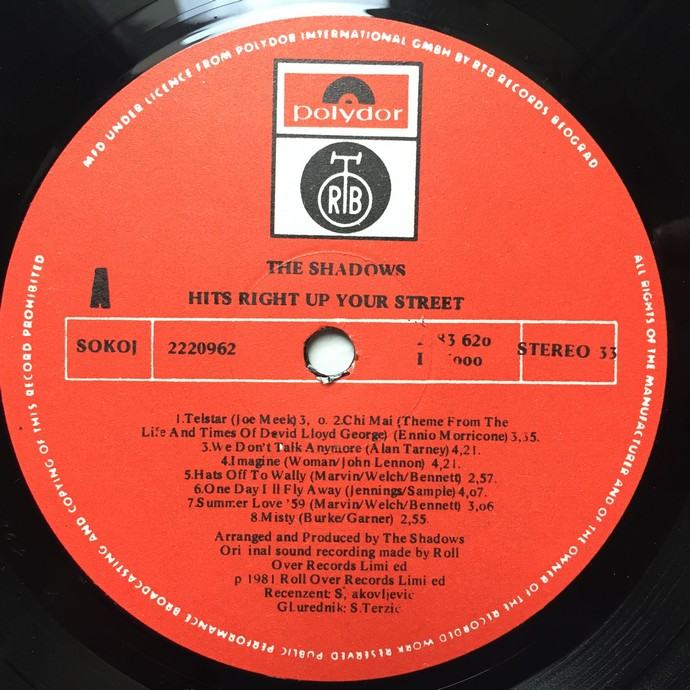 MFD UNDER LICENCE FROM POLYDOR INTERNATIONAL GMBH BY RTB RECORDS BEOGRAD
polydor
RTB
THE SHADOWS
A
HITS RIGHT UP YOUR STREET
SOKOJ
2220962
83 620
STEREO 33
1.Telstar (Joe Meek) 3, o. 2.Chi Mai (Theme From The
Life And Times Of Devid Lloyd George) (Ennio Morricone) 3,35.
3.We Don't Talk Anymore (Alan Tarney) 4,21.
4.Imagine (Woman/John Lennon) 4,21.
5.Hats Off To Wally (Marvin/Welch/Bennett) 2,57.
6.One Day I ll Fly Away (Jennings/Sample) 4,07.
7.Summer Love '59 (Marvin/Welch/Bennett) 3,06
8.Misty (Burke/Garner) 2,55.
Arranged and Produced by The Shadows
Ori inal sound recording made by Roll
Over Records Limi ed
p 1981 Roll Over Records Limi ed
Recenzent: S, akovljević
Gl.urednik: S.Terzić
ALL RIGHTS OF THE MANUFACTURER AND OF THE OWNER OF THE RECORDED WORK RESERVED PUBLIC PERFORMANCE BROADCASTING AND COPYING OF THIS RECORD PROHIBITED